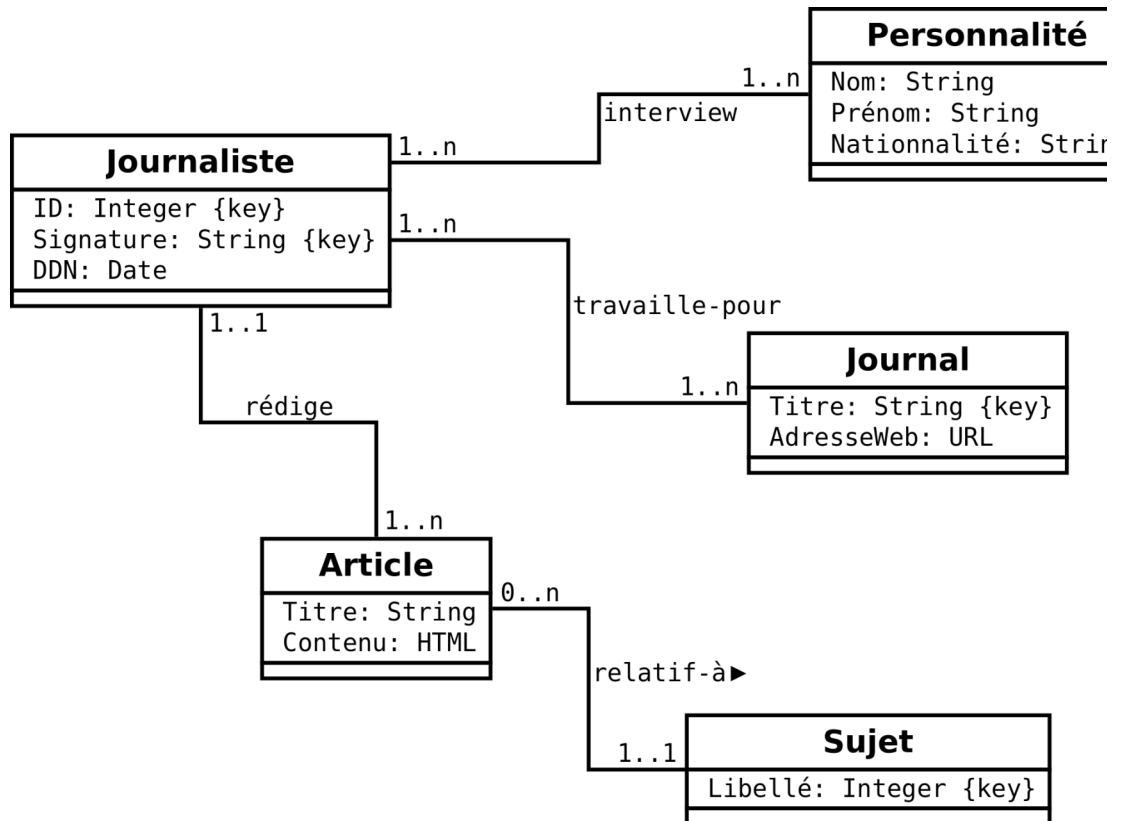 Personnalité
Nom: String
Prénom: String
Nationnalité: Strin
1..n
interview
1..n
Journaliste
ID: Integer {key}
Signature: String {key}
DDN: Date
1..n
travaille-pour
1..n
Journal
Titre: String {key}
AdresseWeb: URL
1..1
rédige
1..n
Article
Titre: String
Contenu: HTML
0..n
relatif-à▶
1..1
Sujet
Libellé: Integer {key}